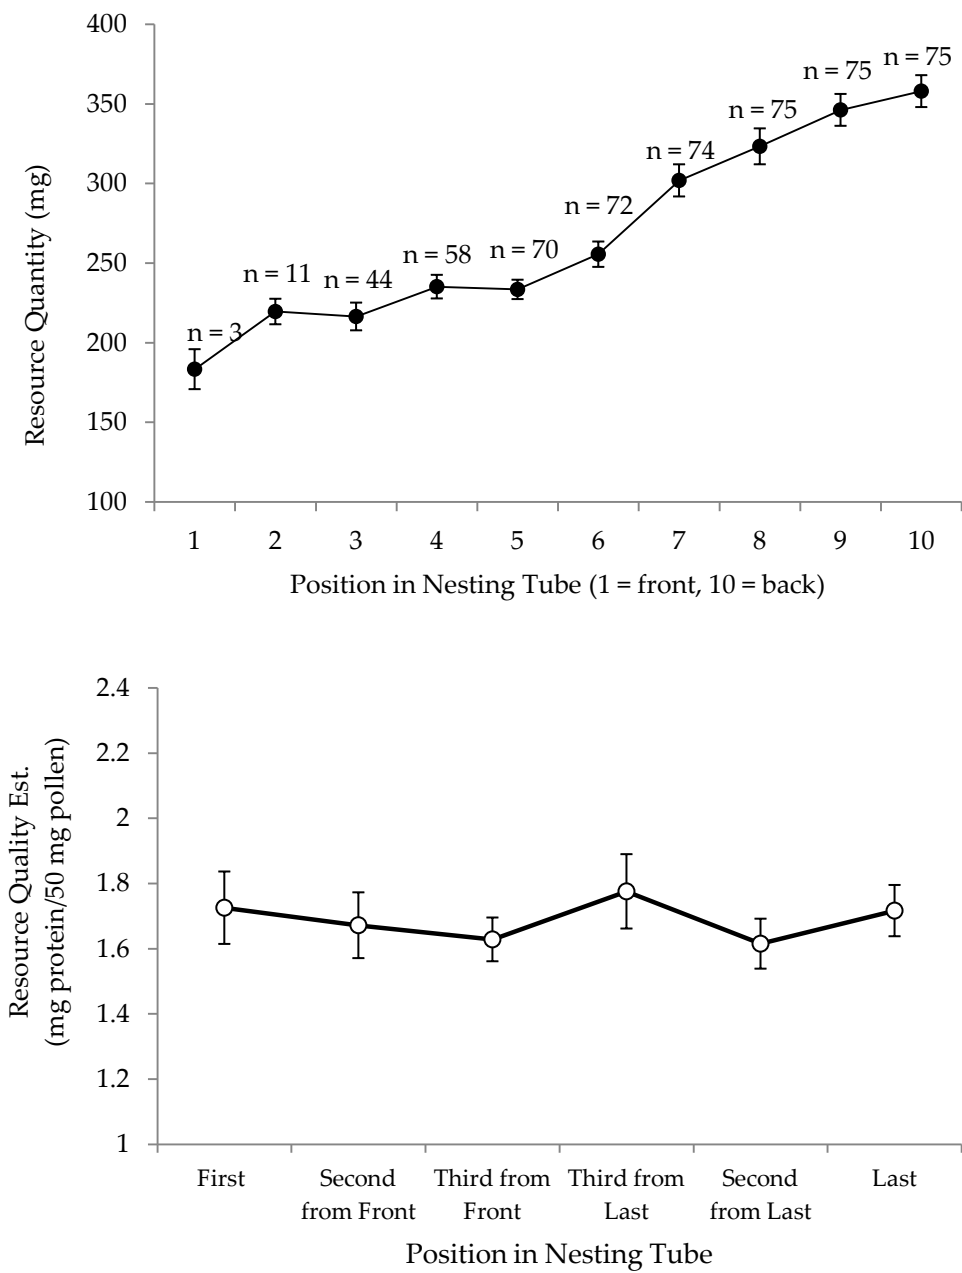 400
350
300
250
200
150
100
Resource Quantity (mg)
n = 3
n = 11
n = 44
n = 58
n = 70
n = 72
n = 74
n = 75
n = 75
n = 75
1 2 3 4 5 6 7 8 9 10
Position in Nesting Tube (1 = front, 10 = back)
2.4
2.2
2
1.8
1.6
1.4
1.2
1
Resource Quality Est.
(mg protein/50 mg pollen)
First
Second
from Front
Third from
Front
Third from
Last
Second
from Last
Last
Position in Nesting Tube